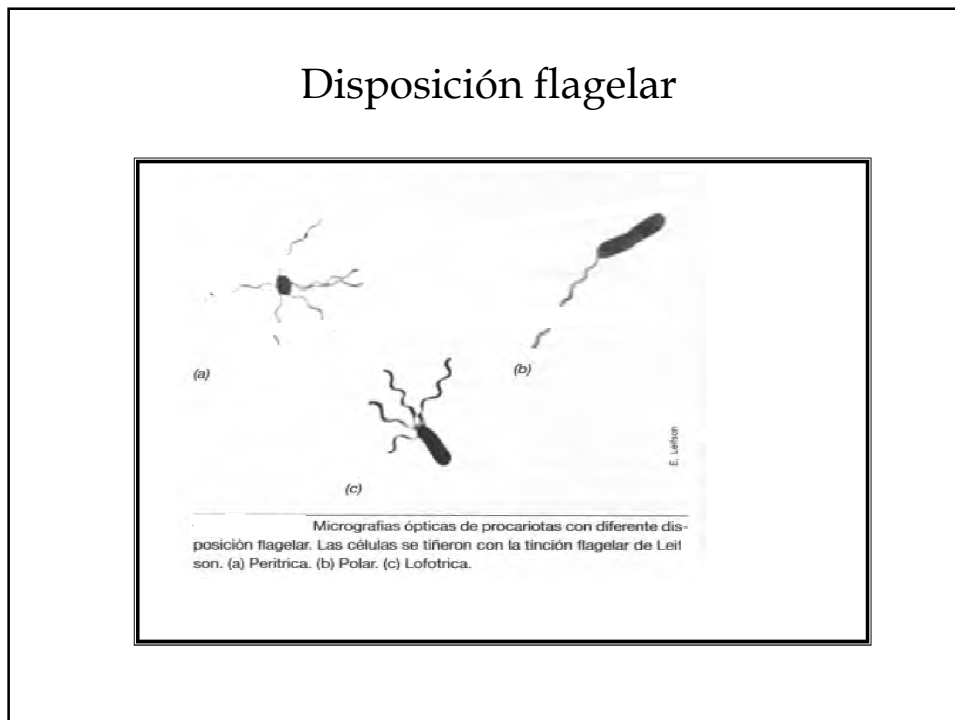 Disposición flagelar
(a)
(b)
(c)
E. Leifson
Micrografias ópticas de procariotas con diferente dis-
posición flagelar. Las células se tiñeron con la tinción flagelar de Leif
son. (a) Peritrica. (b) Polar. (c) Lofotrica.